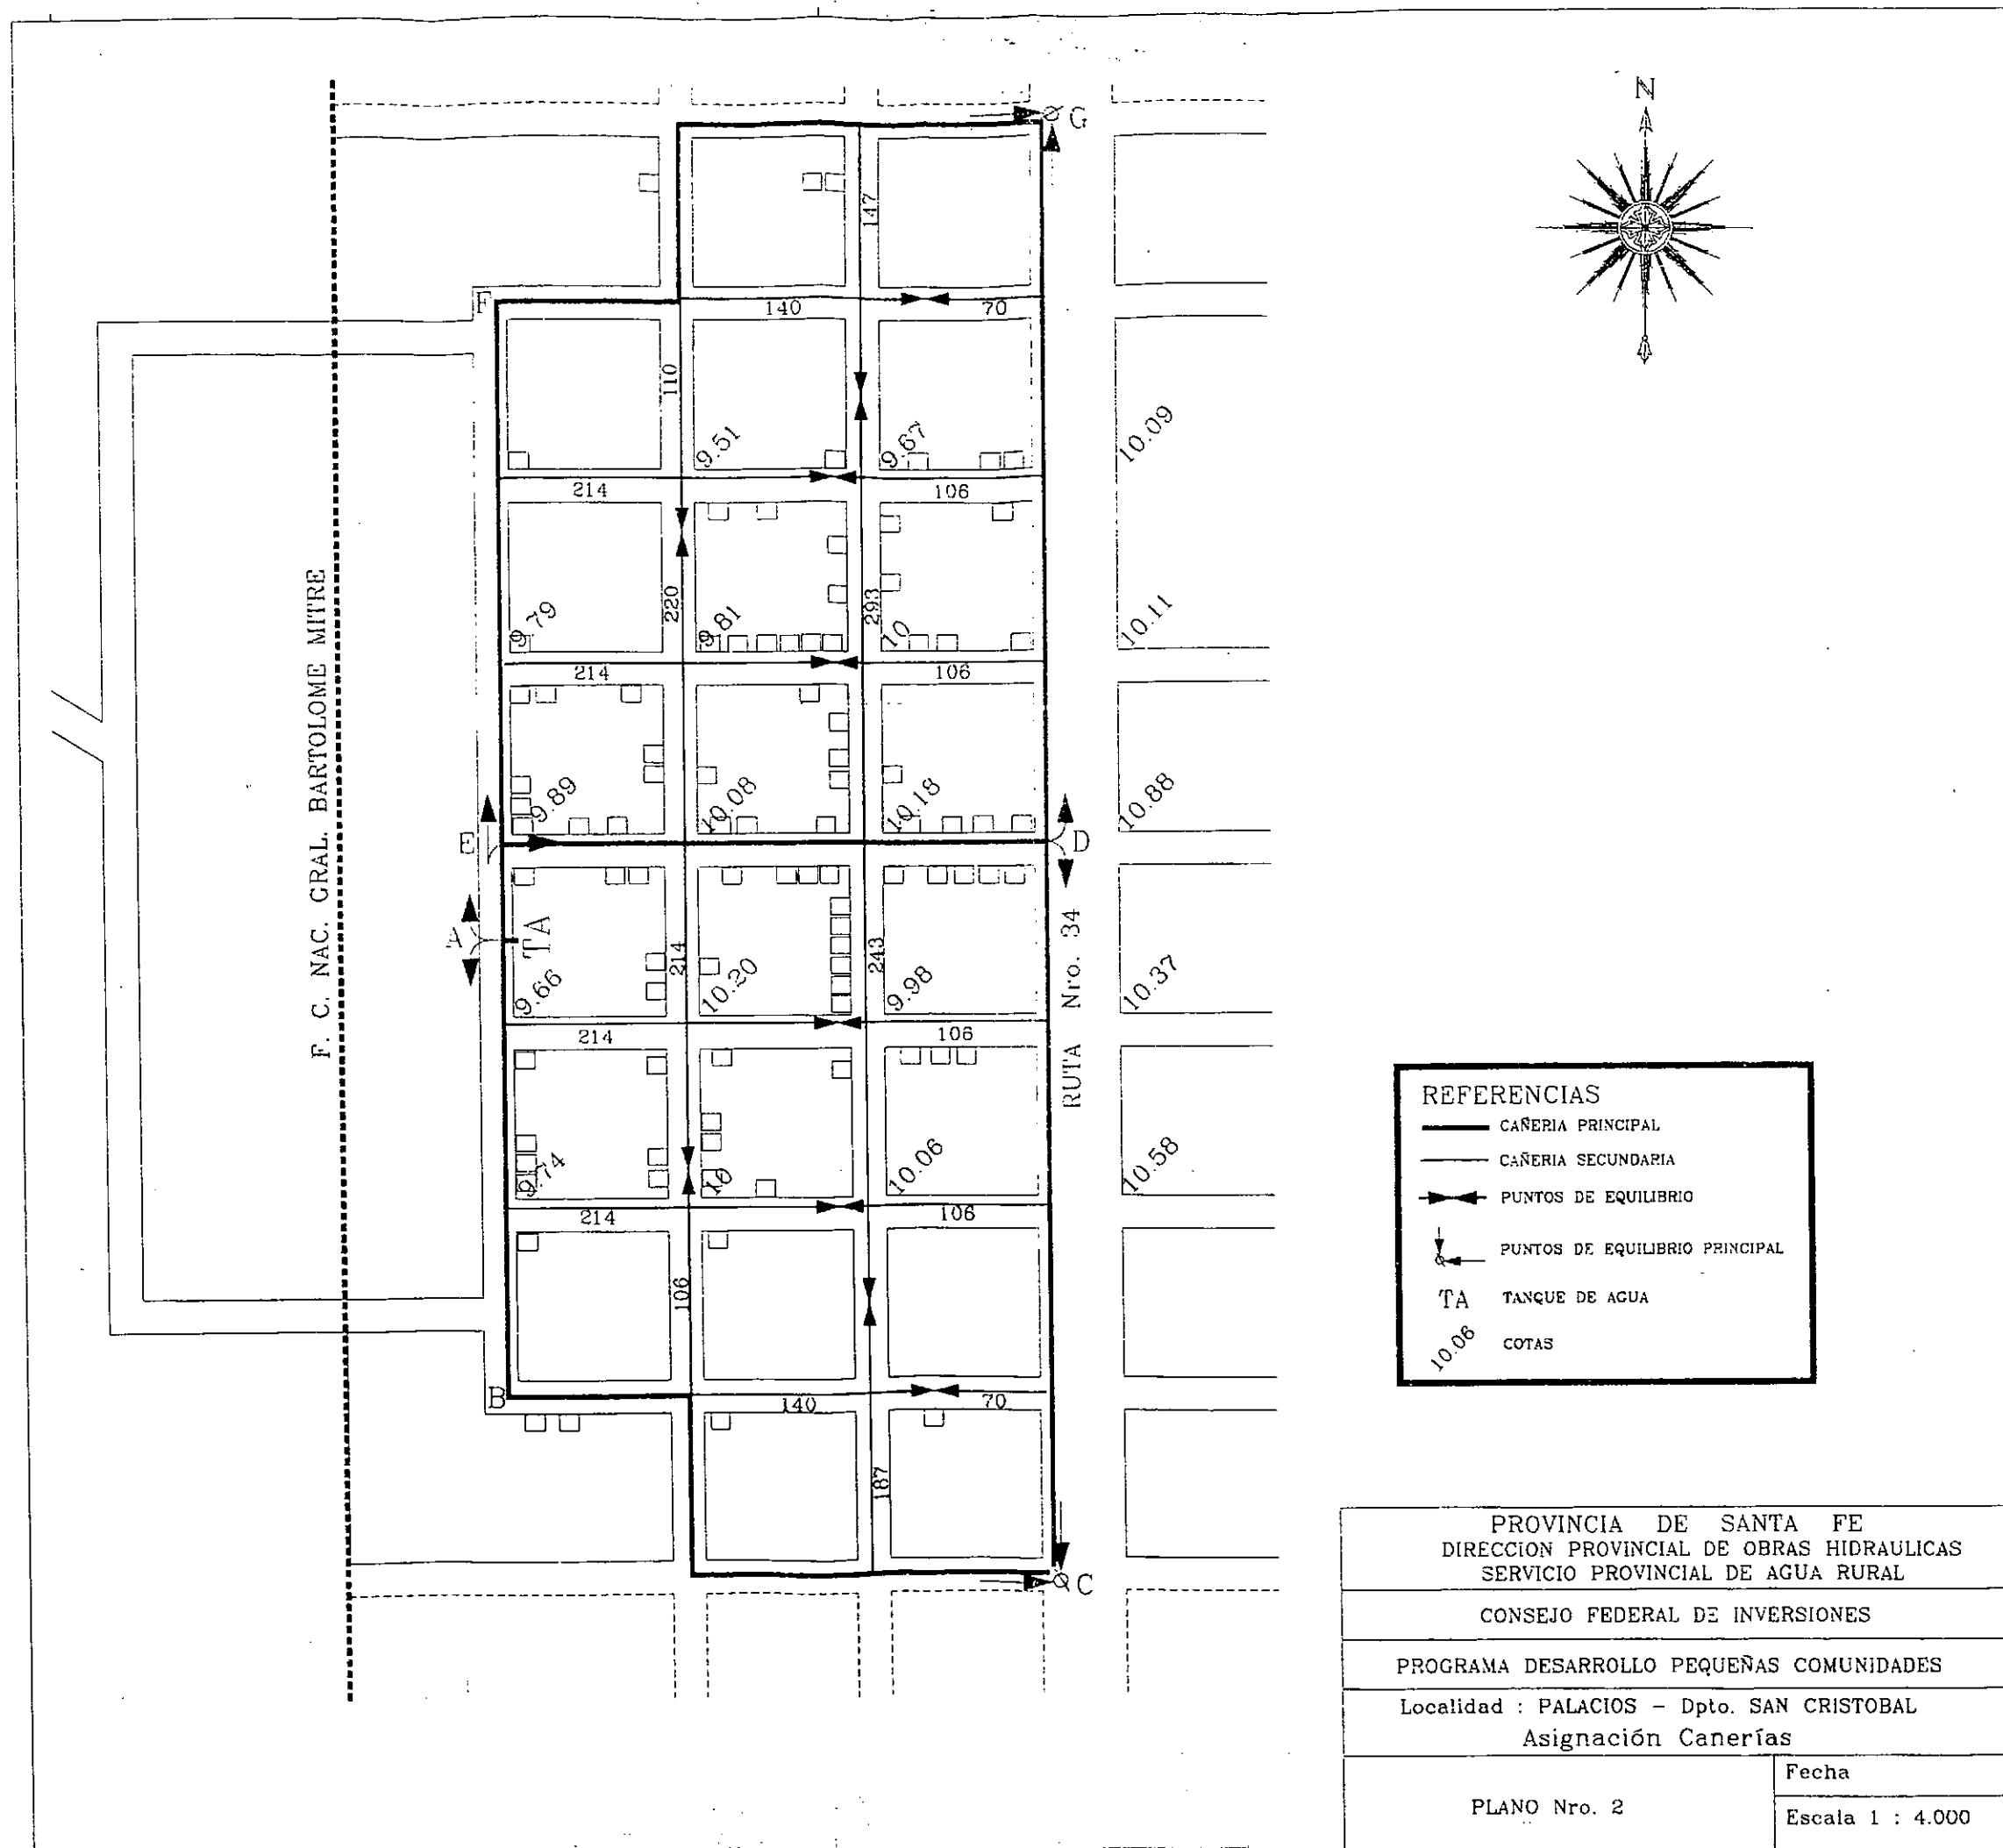 N
G
147
F
140
70
110
9.51
9.67
10.09
214
106
F. C. NAC. GRAL. BARTOLOME MITRE
9.79
220
9.81
293
10
10.11
214
106
9.89
10.08
10.18
10.88
E
D
A
TA
214
243
RUTA Nro. 34
9.66
10.20
9.98
10.37
214
106
9.74
10
10.06
10.58
214
106
106
B
140
70
187
C
REFERENCIAS
CAÑERIA PRINCIPAL
CAÑERIA SECUNDARIA
PUNTOS DE EQUILIBRIO
PUNTOS DE EQUILIBRIO PRINCIPAL
TA TANQUE DE AGUA
10.06 COTAS
PROVINCIA DE SANTA FE
DIRECCION PROVINCIAL DE OBRAS HIDRAULICAS
SERVICIO PROVINCIAL DE AGUA RURAL
CONSEJO FEDERAL DE INVERSIONES
PROGRAMA DESARROLLO PEQUEÑAS COMUNIDADES
Localidad : PALACIOS - Dpto. SAN CRISTOBAL
Asignación Canerías
PLANO Nro. 2
Fecha
Escala 1 : 4.000